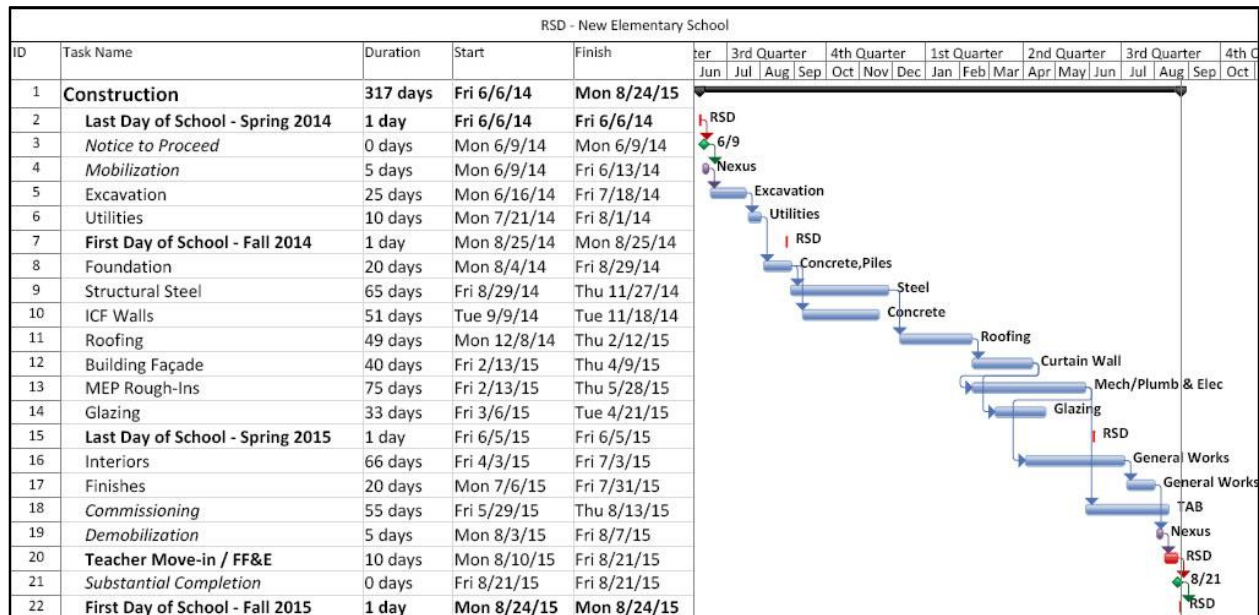 RSD - New Elementary School
ID Task Name Duration Start Finish ter 3rd Quarter 4th Quarter 1st Quarter 2nd Quarter 3rd Quarter 4th Q
Jun Jul Aug Sep Oct Nov Dec Jan Feb Mar Apr May Jun Jul Aug Sep Oct
1 Construction 317 days Fri 6/6/14 Mon 8/24/15
2 Last Day of School - Spring 2014 1 day Fri 6/6/14 Fri 6/6/14 RSD
3 Notice to Proceed 0 days Mon 6/9/14 Mon 6/9/14 6/9
4 Mobilization 5 days Mon 6/9/14 Fri 6/13/14 Nexus
5 Excavation 25 days Mon 6/16/14 Fri 7/18/14 Excavation
6 Utilities 10 days Mon 7/21/14 Fri 8/1/14 Utilities
7 First Day of School - Fall 2014 1 day Mon 8/25/14 Mon 8/25/14 RSD
8 Foundation 20 days Mon 8/4/14 Fri 8/29/14 Concrete,Piles
9 Structural Steel 65 days Fri 8/29/14 Thu 11/27/14 Steel
10 ICF Walls 51 days Tue 9/9/14 Tue 11/18/14 Concrete
11 Roofing 49 days Mon 12/8/14 Thu 2/12/15 Roofing
12 Building Façade 40 days Fri 2/13/15 Thu 4/9/15 Curtain Wall
13 MEP Rough-Ins 75 days Fri 2/13/15 Thu 5/28/15 Mech/Plumb & Elec
14 Glazing 33 days Fri 3/6/15 Tue 4/21/15 Glazing
15 Last Day of School - Spring 2015 1 day Fri 6/5/15 Fri 6/5/15 RSD
16 Interiors 66 days Fri 4/3/15 Fri 7/3/15 General Works
17 Finishes 20 days Mon 7/6/15 Fri 7/31/15 General Works
18 Commissioning 55 days Fri 5/29/15 Thu 8/13/15 TAB
19 Demobilization 5 days Mon 8/3/15 Fri 8/7/15 Nexus
20 Teacher Move-in / FF&E 10 days Mon 8/10/15 Fri 8/21/15 RSD
21 Substantial Completion 0 days Fri 8/21/15 Fri 8/21/15 8/21
22 First Day of School - Fall 2015 1 day Mon 8/24/15 Mon 8/24/15 RSD